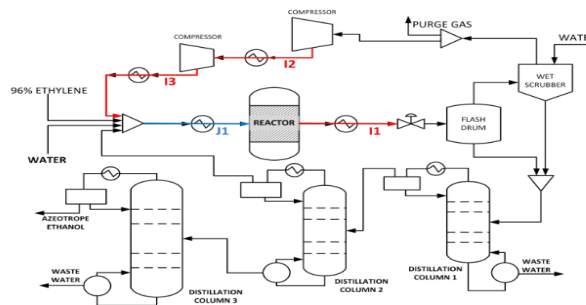 COMPRESSOR
COMPRESSOR
PURGE GAS
WATER
I2
I3
WET
SCRUBBER
96% ETHYLENE
REACTOR
J1
I1
FLASH
DRUM
WATER
AZEOTROPE
ETHANOL
WASTE
WATER
DISTILLATION
COLUMN 3
DISTILLATION
COLUMN 2
DISTILLATION
COLUMN 1
WASTE
WATER